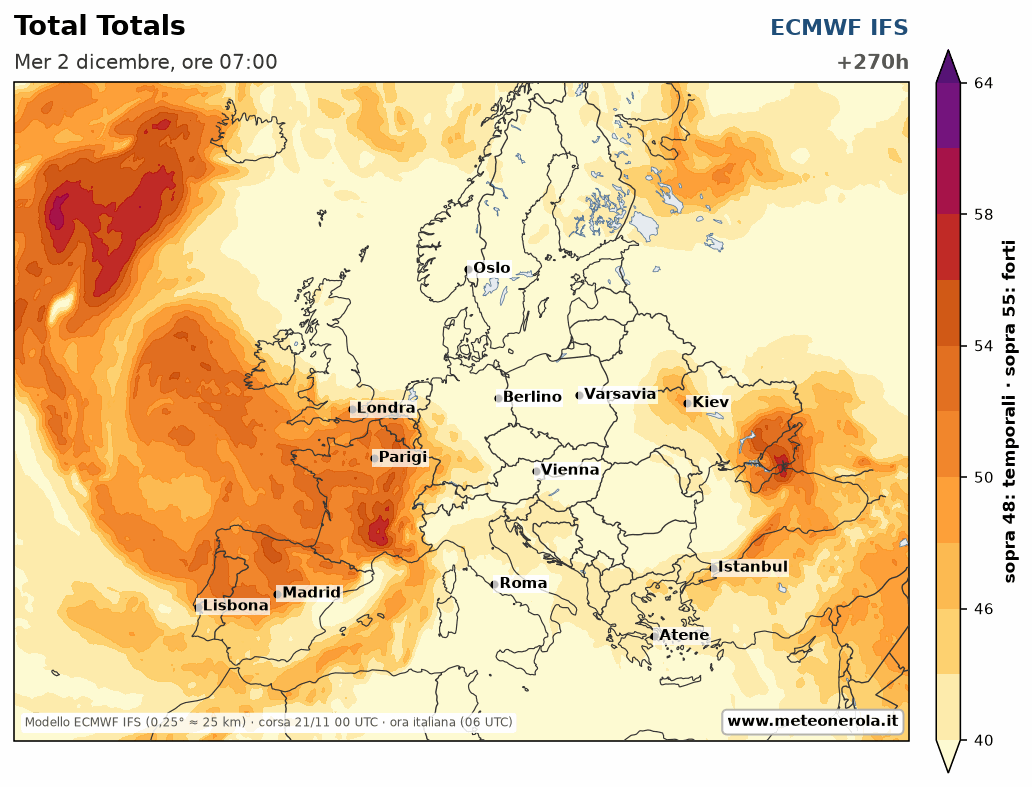 Total Totals
ECMWF IFS
Mer 2 dicembre, ore 07:00
+270h
64
58
54
50
46
40
sopra 48: temporali · sopra 55: forti
Oslo
Berlino
Varsavia
Kiev
Londra
Parigi
Vienna
Istanbul
Roma
Madrid
Lisbona
Atene
Modello ECMWF IFS (0,25° ≈ 25 km) · corsa 21/11 00 UTC · ora italiana (06 UTC)
www.meteonerola.it